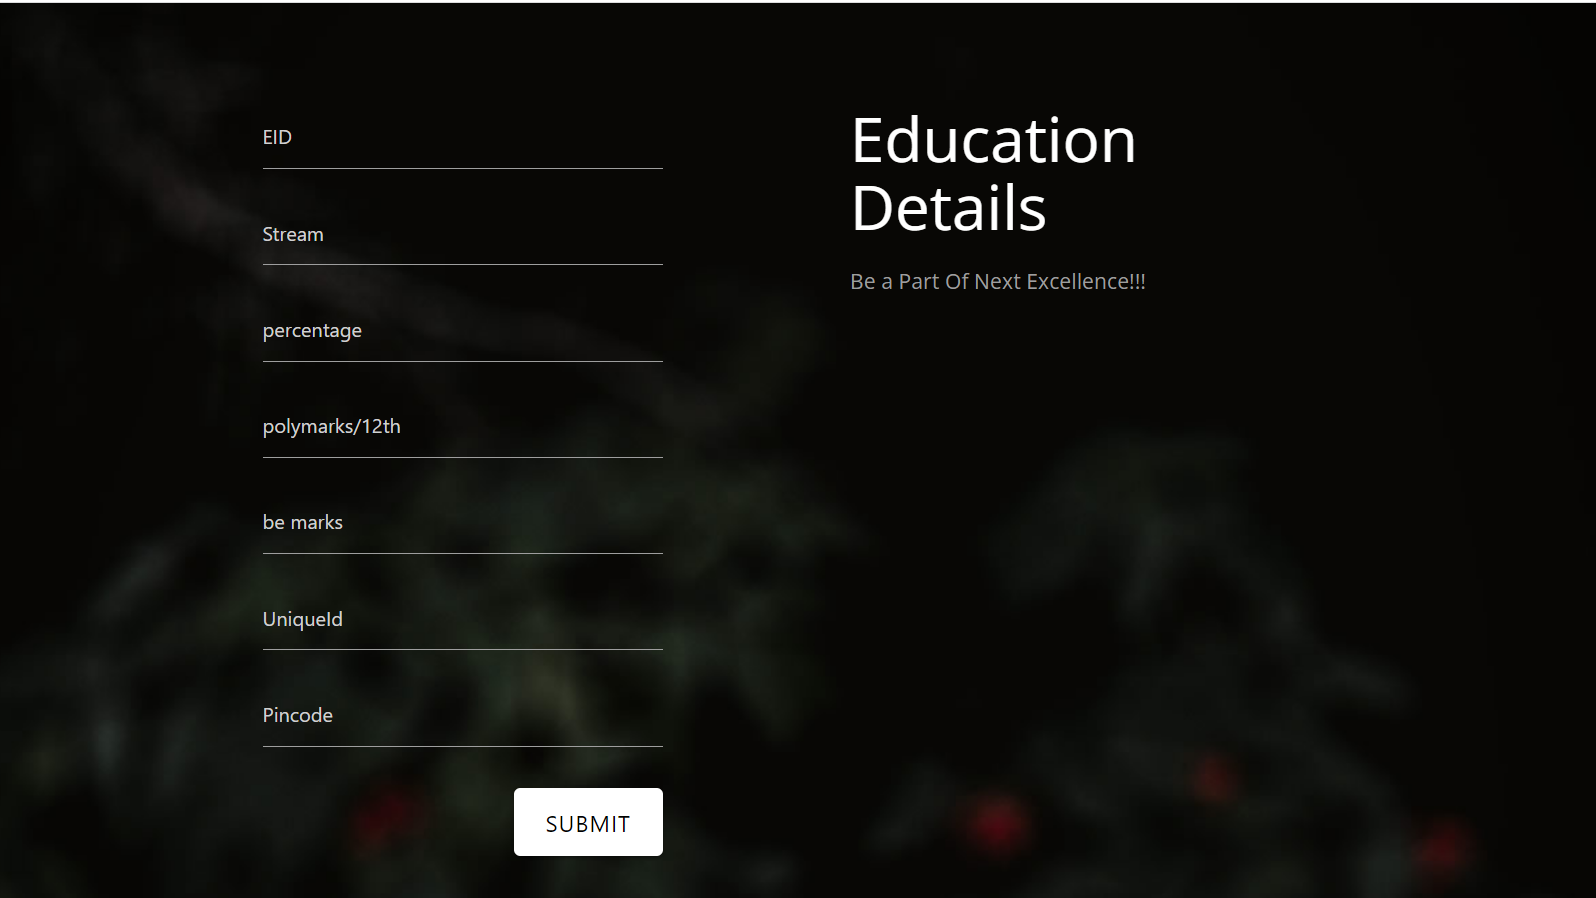 EID
Stream
percentage
polymarks/12th
be marks
UniqueId
Pincode
SUBMIT
Education
Details
Be a Part Of Next Excellence!!!